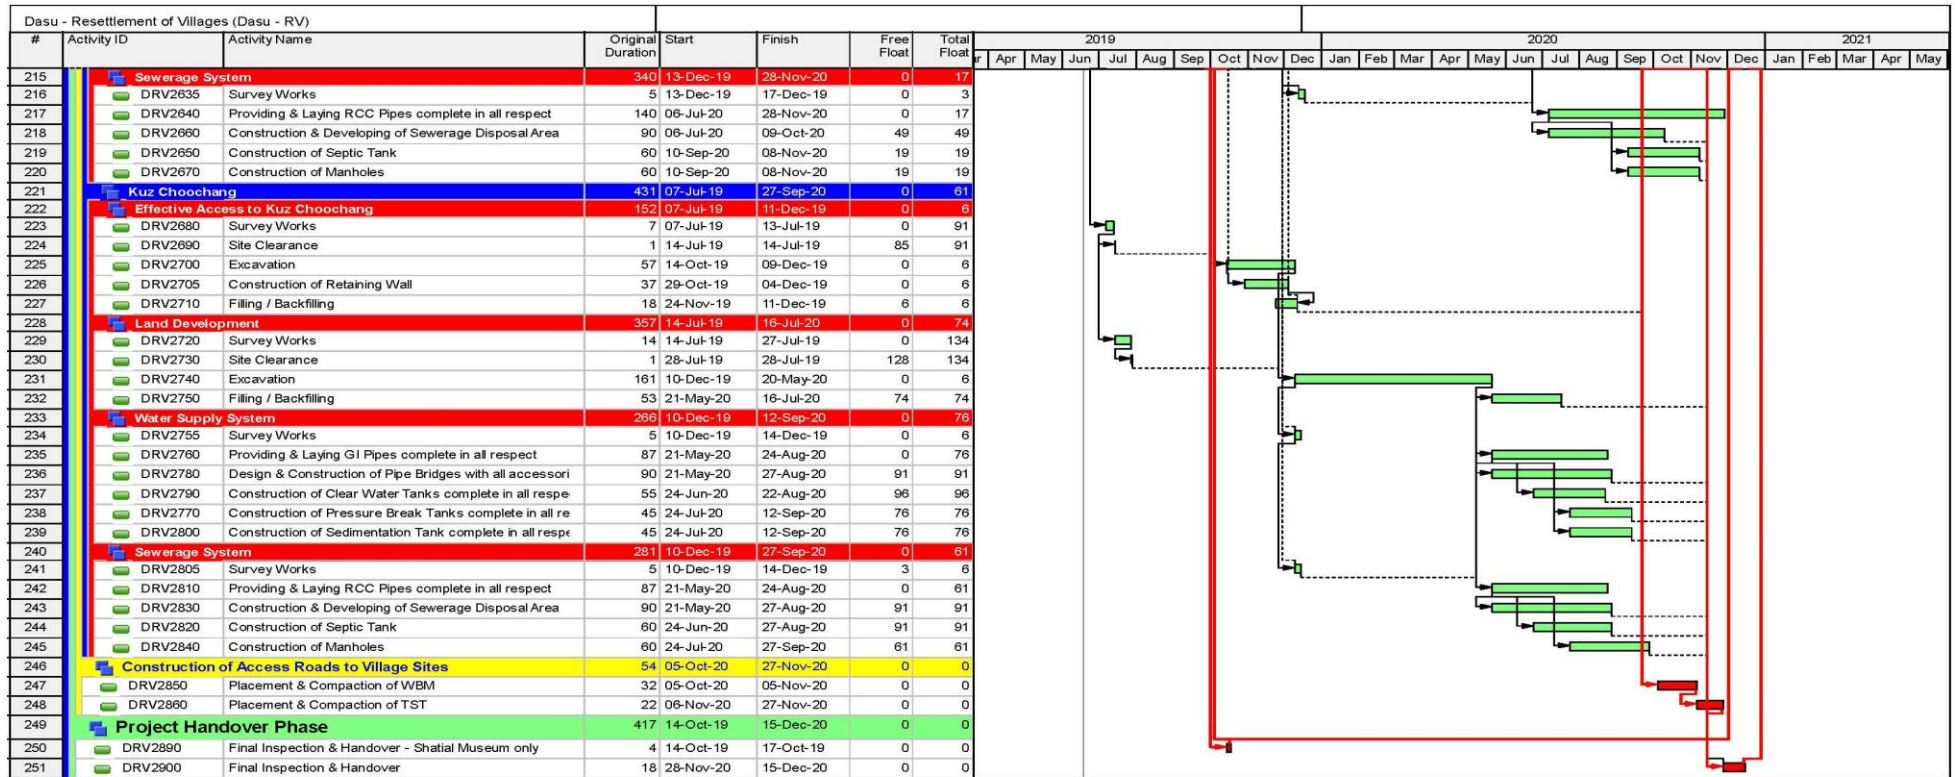 Dasu - Resettlement of Villages (Dasu - RV)
# Activity ID Activity Name Original Duration Start Finish Free Float Total Float 2019 2020 2021
Apr May Jun Jul Aug Sep Oct Nov Dec Jan Feb Mar Apr May Jun Jul Aug Sep Oct Nov Dec Jan Feb Mar Apr May
215 Sewerage System 340 13-Dec-19 28-Nov-20 0 17
216 DRV2635 Survey Works 5 13-Dec-19 17-Dec-19 0 3
217 DRV2640 Providing & Laying RCC Pipes complete in all respect 140 06-Jul-20 28-Nov-20 0 17
218 DRV2660 Construction & Developing of Sewerage Disposal Area 90 06-Jul-20 09-Oct-20 49 49
219 DRV2650 Construction of Septic Tank 60 10-Sep-20 08-Nov-20 19 19
220 DRV2670 Construction of Manholes 60 10-Sep-20 08-Nov-20 19 19
221 Kuz Choochang 431 07-Jul-19 27-Sep-20 0 61
222 Effective Access to Kuz Choochang 152 07-Jul-19 11-Dec-19 0 6
223 DRV2680 Survey Works 7 07-Jul-19 13-Jul-19 0 91
224 DRV2690 Site Clearance 1 14-Jul-19 14-Jul-19 85 91
225 DRV2700 Excavation 57 14-Oct-19 09-Dec-19 0 6
226 DRV2705 Construction of Retaining Wall 37 29-Oct-19 04-Dec-19 0 6
227 DRV2710 Filling / Backfilling 18 24-Nov-19 11-Dec-19 6 6
228 Land Development 357 14-Jul-19 16-Jul-20 0 74
229 DRV2720 Survey Works 14 14-Jul-19 27-Jul-19 0 134
230 DRV2730 Site Clearance 1 28-Jul-19 28-Jul-19 128 134
231 DRV2740 Excavation 161 10-Dec-19 20-May-20 0 6
232 DRV2750 Filling / Backfilling 53 21-May-20 16-Jul-20 74 74
233 Water Supply System 266 10-Dec-19 12-Sep-20 0 76
234 DRV2755 Survey Works 5 10-Dec-19 14-Dec-19 0 6
235 DRV2760 Providing & Laying GI Pipes complete in all respect 87 21-May-20 24-Aug-20 0 76
236 DRV2780 Design & Construction of Pipe Bridges with all accessori 90 21-May-20 27-Aug-20 91 91
237 DRV2790 Construction of Clear Water Tanks complete in all respe 55 24-Jun-20 22-Aug-20 96 96
238 DRV2770 Construction of Pressure Break Tanks complete in all re 45 24-Jul-20 12-Sep-20 76 76
239 DRV2800 Construction of Sedimentation Tank complete in all respe 45 24-Jul-20 12-Sep-20 76 76
240 Sewerage System 281 10-Dec-19 27-Sep-20 0 61
241 DRV2805 Survey Works 5 10-Dec-19 14-Dec-19 3 6
242 DRV2810 Providing & Laying RCC Pipes complete in all respect 87 21-May-20 24-Aug-20 0 61
243 DRV2830 Construction & Developing of Sewerage Disposal Area 90 21-May-20 27-Aug-20 91 91
244 DRV2820 Construction of Septic Tank 60 24-Jun-20 27-Aug-20 91 91
245 DRV2840 Construction of Manholes 60 24-Jul-20 27-Sep-20 61 61
246 Construction of Access Roads to Village Sites 54 05-Oct-20 27-Nov-20 0 0
247 DRV2850 Placement & Compaction of WBM 32 05-Oct-20 05-Nov-20 0 0
248 DRV2860 Placement & Compaction of TST 22 06-Nov-20 27-Nov-20 0 0
249 Project Handover Phase 417 14-Oct-19 15-Dec-20 0 0
250 DRV2890 Final Inspection & Handover - Shatial Museum only 4 14-Oct-19 17-Oct-19 0 0
251 DRV2900 Final Inspection & Handover 18 28-Nov-20 15-Dec-20 0 0